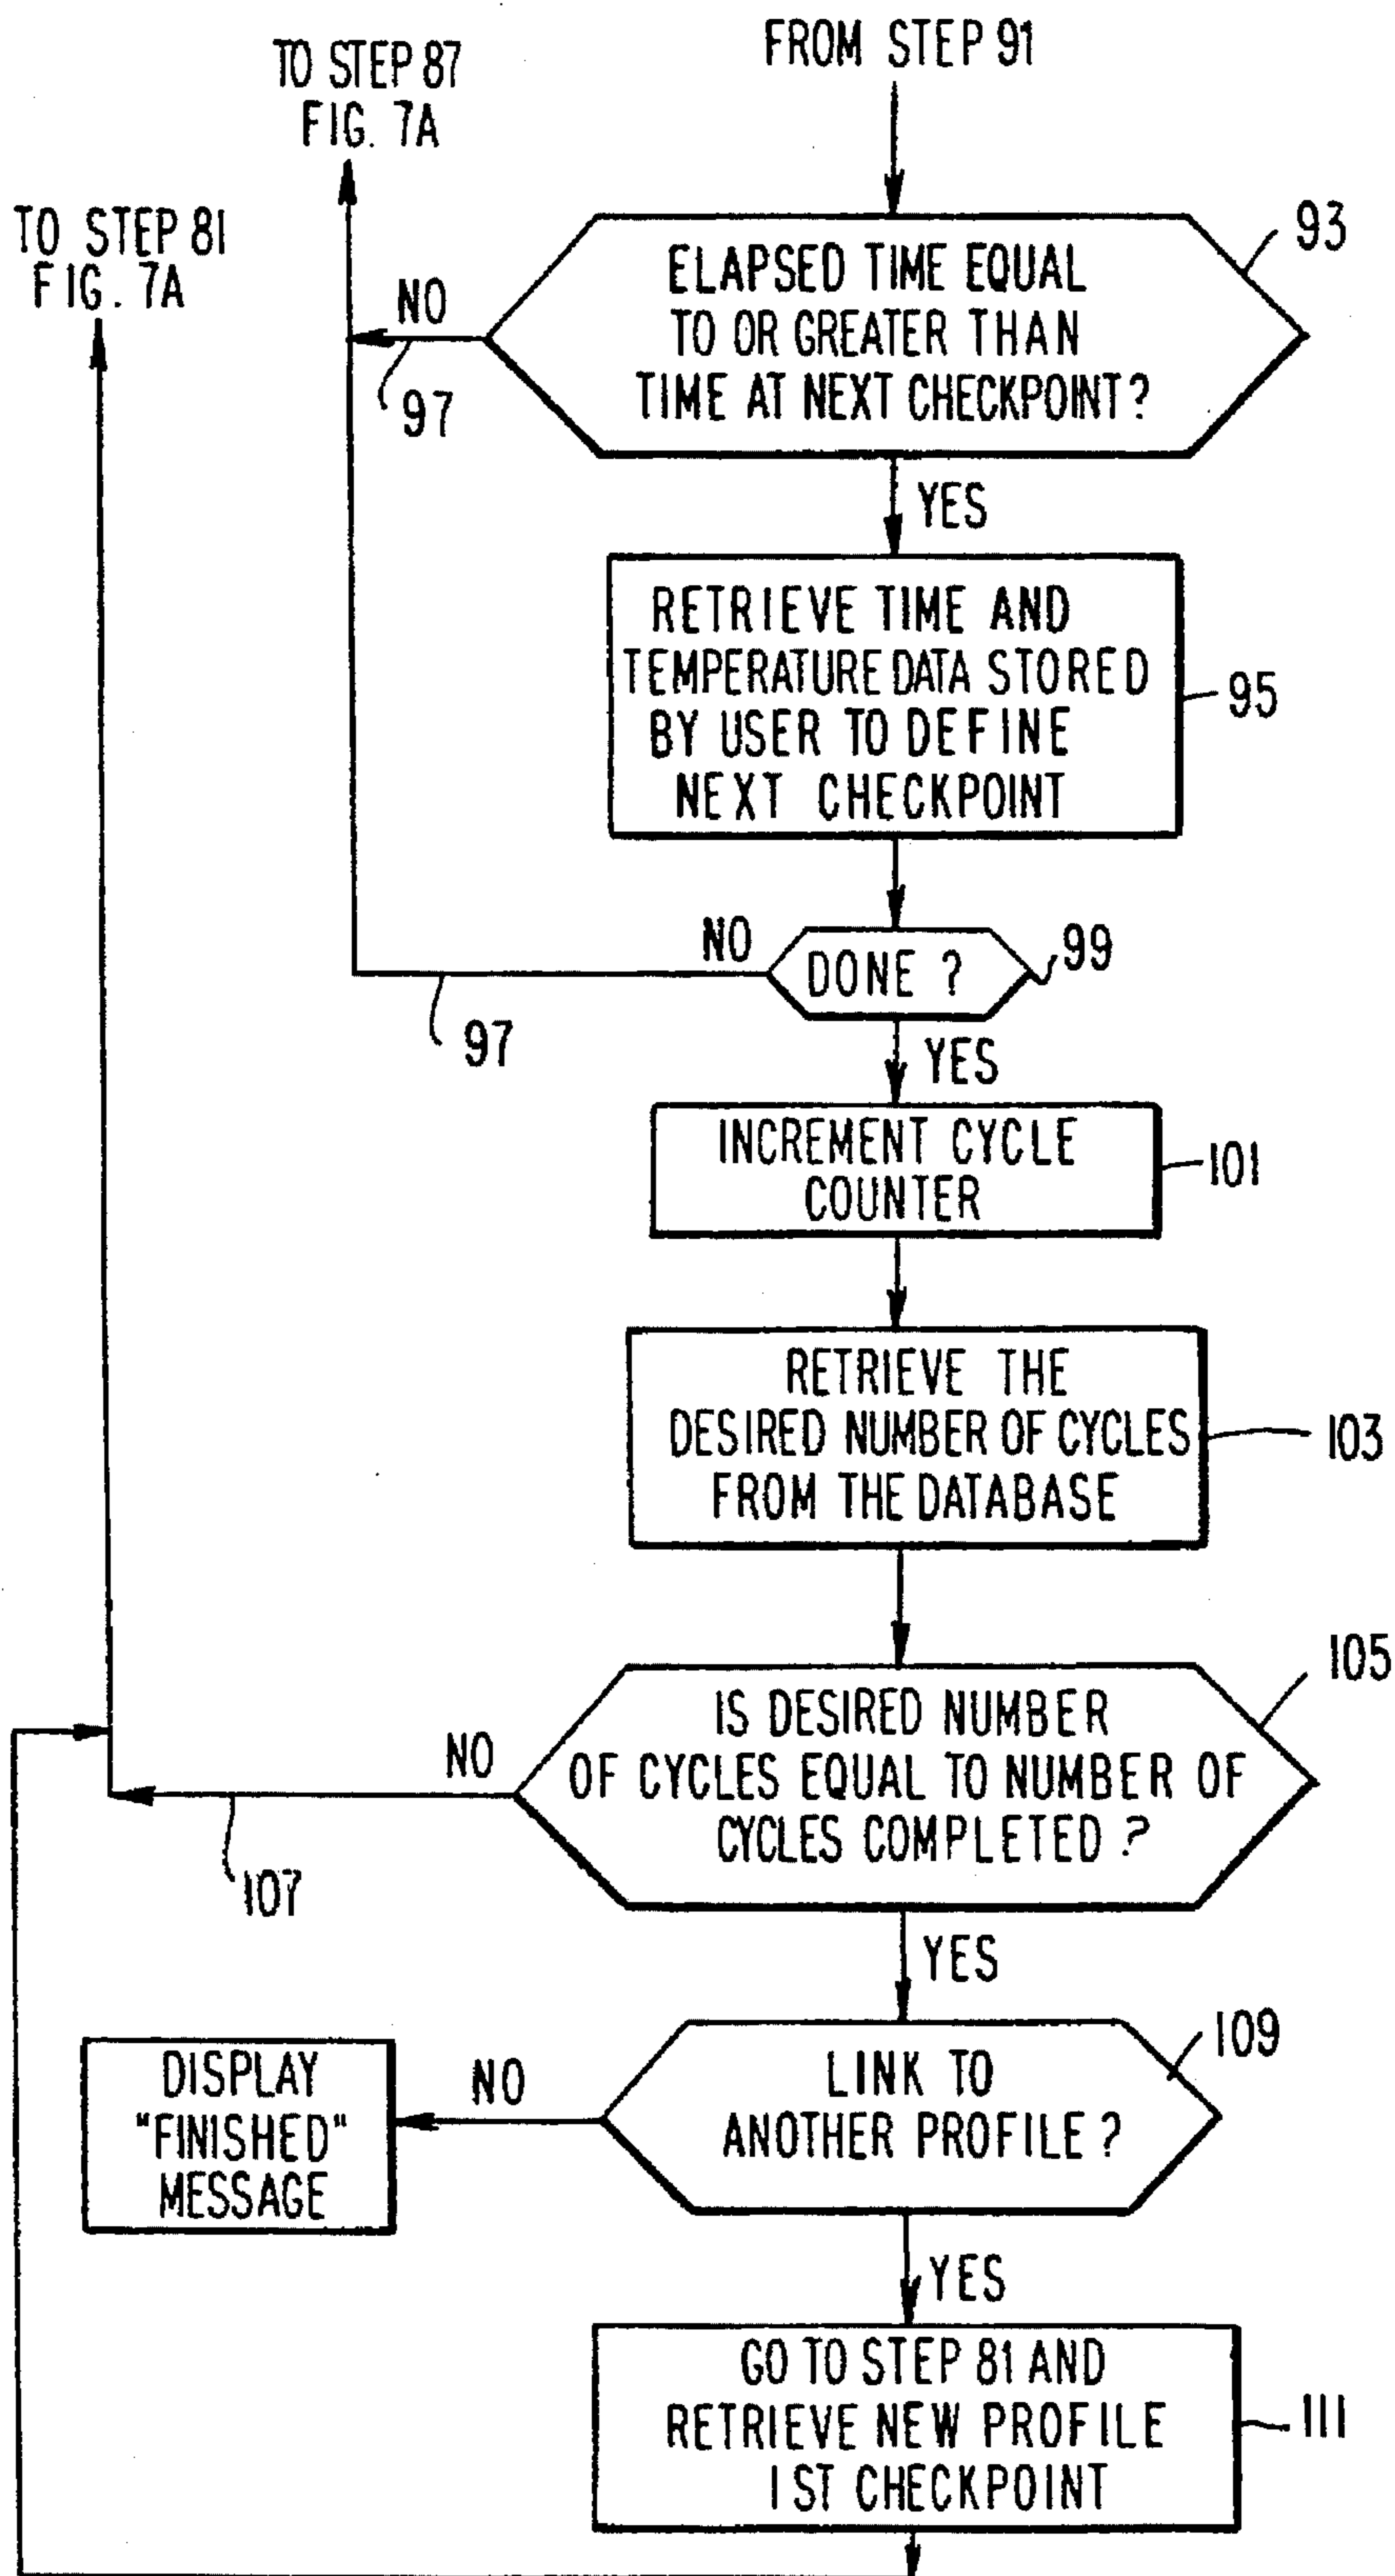 FROM STEP 91
TO STEP 87
FIG. 7A
TO STEP 81
FIG. 7A
93
ELAPSED TIME EQUAL
TO OR GREATER THAN
TIME AT NEXT CHECKPOINT?
NO
97
YES
RETRIEVE TIME AND
TEMPERATURE DATA STORED
BY USER TO DEFINE
NEXT CHECKPOINT
95
NO
DONE ?
99
97
YES
INCREMENT CYCLE
COUNTER
101
RETRIEVE THE
DESIRED NUMBER OF CYCLES
FROM THE DATABASE
103
105
IS DESIRED NUMBER
OF CYCLES EQUAL TO NUMBER OF
CYCLES COMPLETED ?
NO
107
YES
109
LINK TO
ANOTHER PROFILE ?
NO
DISPLAY
"FINISHED"
MESSAGE
YES
GO TO STEP 81 AND
RETRIEVE NEW PROFILE
1 ST CHECKPOINT
111